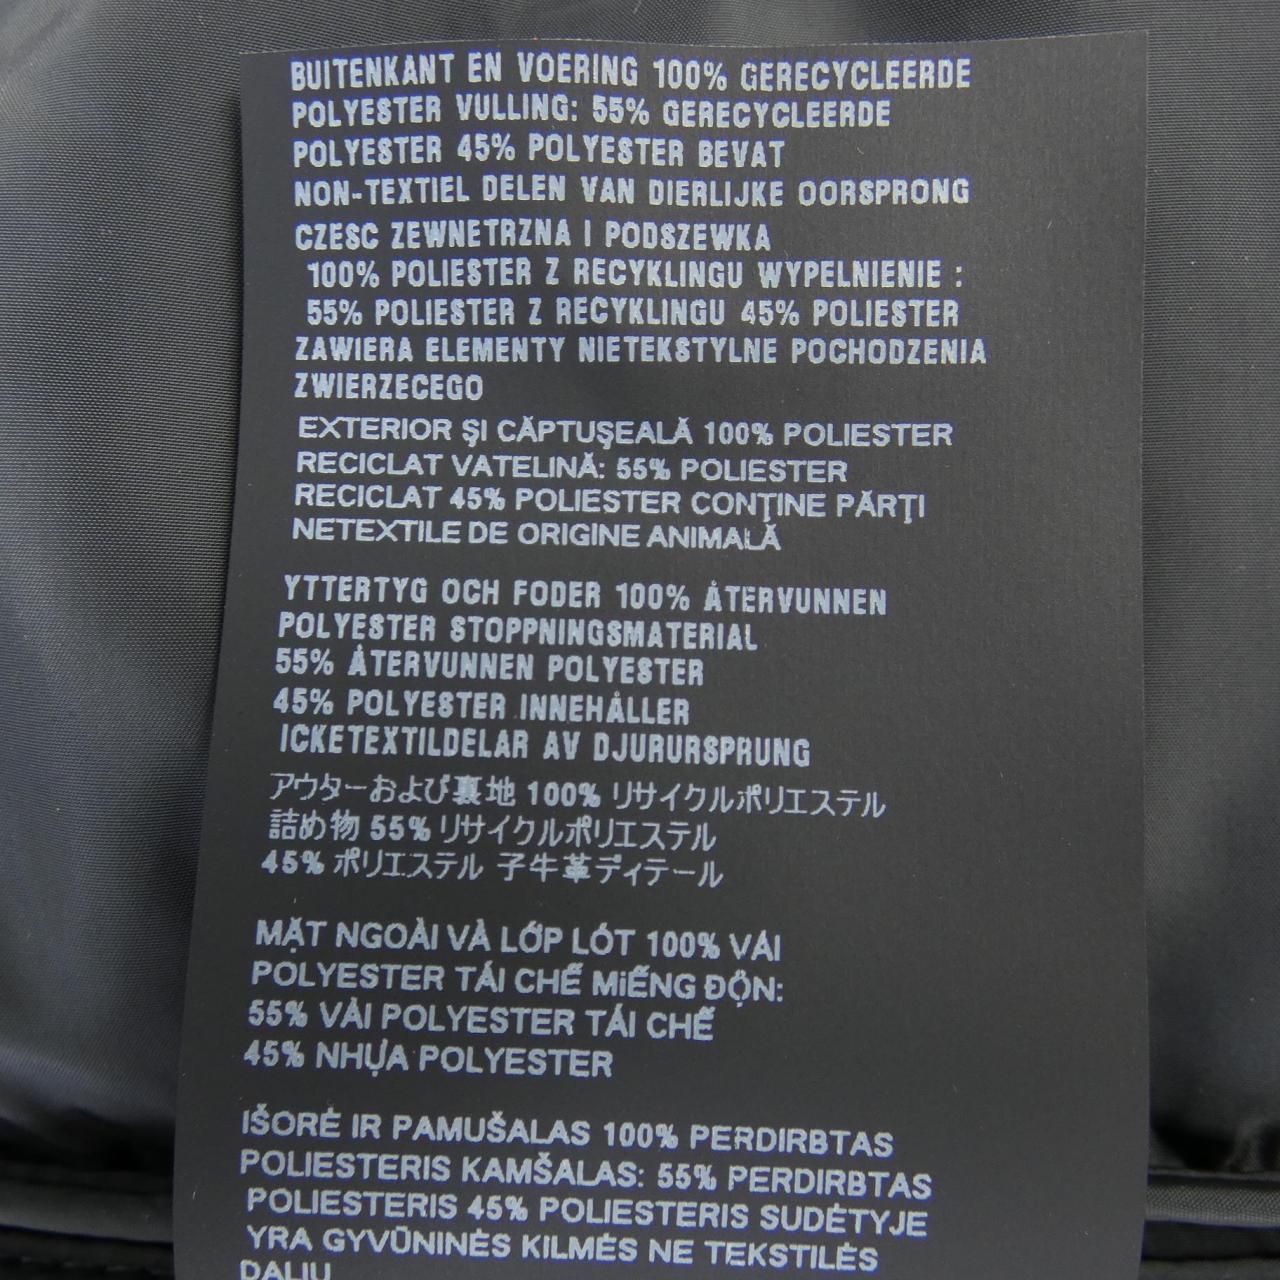 BUITENKANT EN VOERING 100% GERECYCLEERDE
POLYESTER VULLING: 55% GERECYCLEERDE
POLYESTER 45% POLYESTER BEVAT
NON-TEXTIEL DELEN VAN DIERLIJKE OORSPRONG
CZESC ZEWNETRZNA I PODSZEWKA
100% POLIESTER Z RECYKLINGU WYPELNIENIE :
55% POLIESTER Z RECYKLINGU 45% POLIESTER
ZAWIERA ELEMENTY NIETEKSTYLNE POCHODZENIA
ZWIERZECEGO
EXTERIOR ŞI CĂPTUŞEALĂ 100% POLIESTER
RECICLAT VATELINĂ: 55% POLIESTER
RECICLAT 45% POLIESTER CONŢINE PĂRŢI
NETEXTILE DE ORIGINE ANIMALĂ
YTTERTYG OCH FODER 100% ÅTERVUNNEN
POLYESTER STOPPNINGSMATERIAL
55% ÅTERVUNNEN POLYESTER
45% POLYESTER INNEHÅLLER
ICKETEXTILDELAR AV DJURURSPRUNG
アウターおよび裏地 100% リサイクルポリエステル
詰め物 55% リサイクルポリエステル
45% ポリエステル 子牛革ディテール
MẶT NGOÀI VÀ LỚP LÓT 100% VẢI
POLYESTER TÁI CHẾ MiẾNG ĐỘN:
55% VẢI POLYESTER TÁI CHẾ
45% NHỰA POLYESTER
IŠORĖ IR PAMUŠALAS 100% PERDIRBTAS
POLIESTERIS KAMŠALAS: 55% PERDIRBTAS
POLIESTERIS 45% POLIESTERIS SUDĖTYJE
YRA GYVŪNINĖS KILMĖS NE TEKSTILĖS
DALIŲ